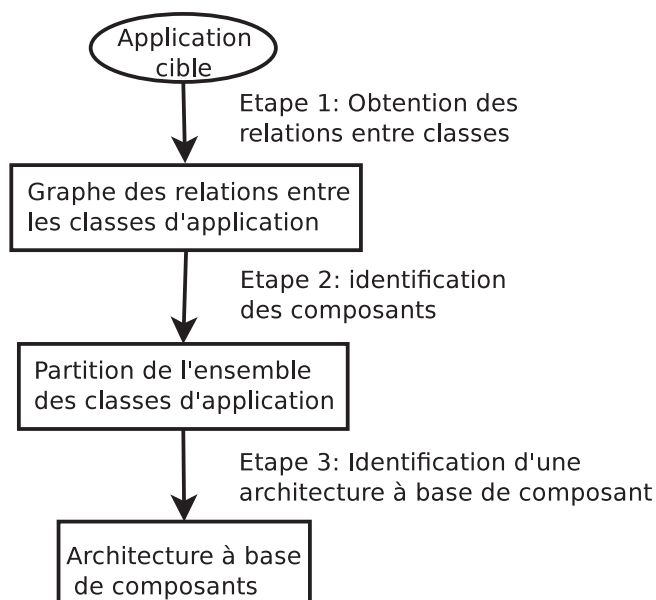 Application
cible
Etape 1: Obtention des
relations entre classes
Graphe des relations entre
les classes d'application
Etape 2: identification
des composants
Partition de l'ensemble
des classes d'application
Etape 3: Identification d'une
architecture à base de composant
Architecture à base
de composants